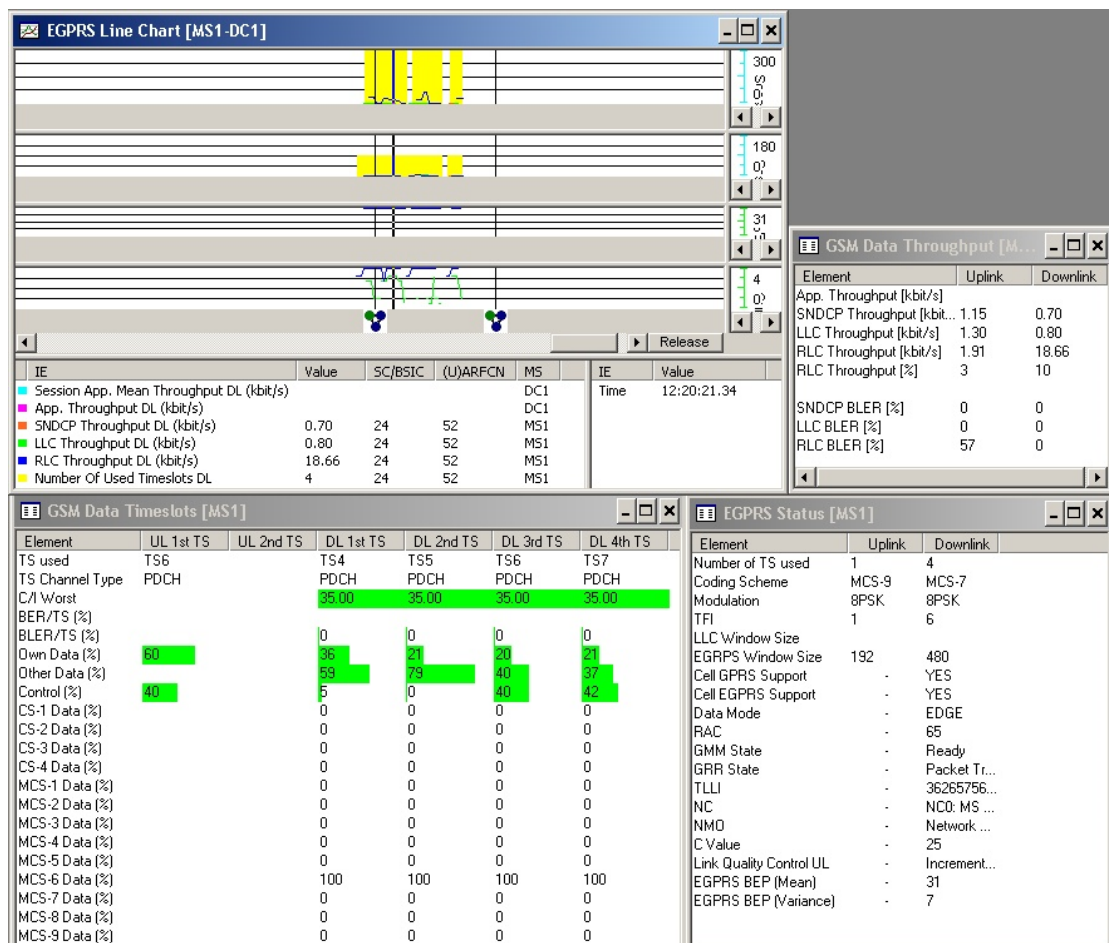 EGPRS Line Chart [MS1-DC1]
300
180
31
4
Release
IE Value SC/BSIC (U)ARFCN MS
Session App. Mean Throughput DL (kbit/s) DC1
App. Throughput DL (kbit/s) DC1
SNDCP Throughput DL (kbit/s) 0.70 24 52 MS1
LLC Throughput DL (kbit/s) 0.80 24 52 MS1
RLC Throughput DL (kbit/s) 18.66 24 52 MS1
Number Of Used Timeslots DL 4 24 52 MS1
IE Value
Time 12:20:21.34
GSM Data Throughput [M...
Element Uplink Downlink
App. Throughput [kbit/s]
SNDCP Throughput [kbit... 1.15 0.70
LLC Throughput [kbit/s] 1.30 0.80
RLC Throughput [kbit/s] 1.91 18.66
RLC Throughput [%] 3 10
SNDCP BLER [%] 0 0
LLC BLER [%] 0 0
RLC BLER [%] 57 0
GSM Data Timeslots [MS1]
Element UL 1st TS UL 2nd TS DL 1st TS DL 2nd TS DL 3rd TS DL 4th TS
TS used TS6 TS4 TS5 TS6 TS7
TS Channel Type PDCH PDCH PDCH PDCH PDCH
C/I Worst 35.00 35.00 35.00 35.00
BER/TS (%)
BLER/TS (%) 0 0 0 0
Own Data (%) 60 36 21 20 21
Other Data (%) 59 79 40 37
Control (%) 40 5 0 40 42
CS-1 Data (%) 0 0 0 0
CS-2 Data (%) 0 0 0 0
CS-3 Data (%) 0 0 0 0
CS-4 Data (%) 0 0 0 0
MCS-1 Data (%) 0 0 0 0
MCS-2 Data (%) 0 0 0 0
MCS-3 Data (%) 0 0 0 0
MCS-4 Data (%) 0 0 0 0
MCS-5 Data (%) 0 0 0 0
MCS-6 Data (%) 100 100 100 100
MCS-7 Data (%) 0 0 0 0
MCS-8 Data (%) 0 0 0 0
MCS-9 Data (%) 0 0 0 0
EGPRS Status [MS1]
Element Uplink Downlink
Number of TS used 1 4
Coding Scheme MCS-9 MCS-7
Modulation 8PSK 8PSK
TFI 1 6
LLC Window Size
EGRPS Window Size 192 480
Cell GPRS Support - YES
Cell EGPRS Support - YES
Data Mode - EDGE
RAC - 65
GMM State - Ready
GRR State - Packet Tr...
TLLI - 36265756...
NC - NC0: MS ...
NMO - Network ...
C Value - 25
Link Quality Control UL - Increment...
EGPRS BEP (Mean) - 31
EGPRS BEP (Variance) - 7